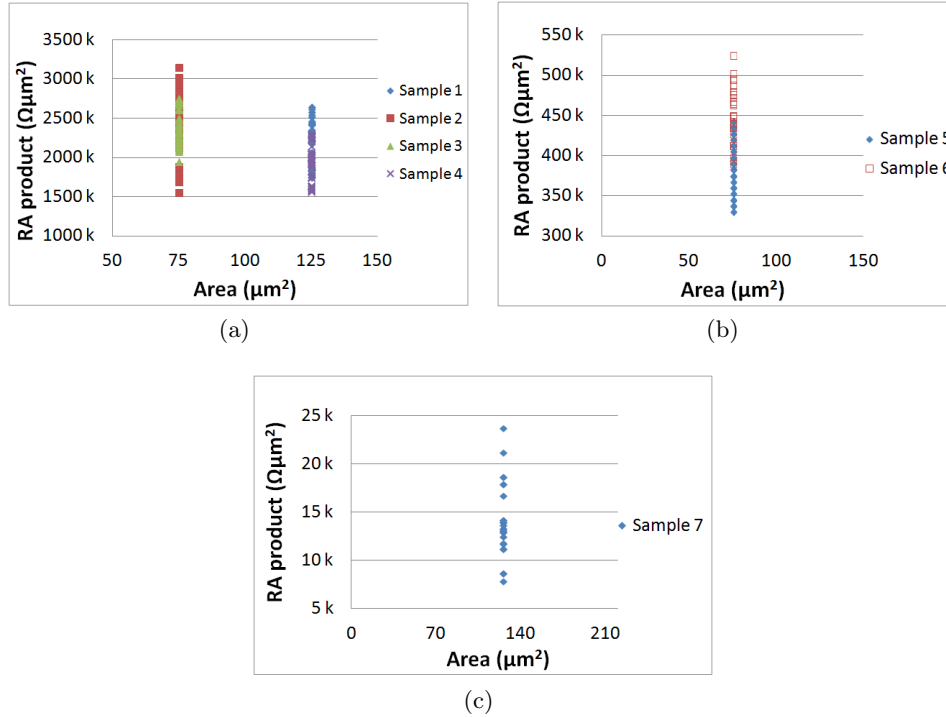 3500 k
3000 k
2500 k
2000 k
1500 k
1000 k
RA product (Ωµm²)
50 75 100 125 150
Area (µm²)
Sample 1
Sample 2
Sample 3
Sample 4
(a)
550 k
500 k
450 k
400 k
350 k
300 k
RA product (Ωµm²)
0 50 100 150
Area (µm²)
Sample 5
Sample 6
(b)
25 k
20 k
15 k
10 k
5 k
RA product (Ωµm²)
0 70 140 210
Area (µm²)
Sample 7
(c)